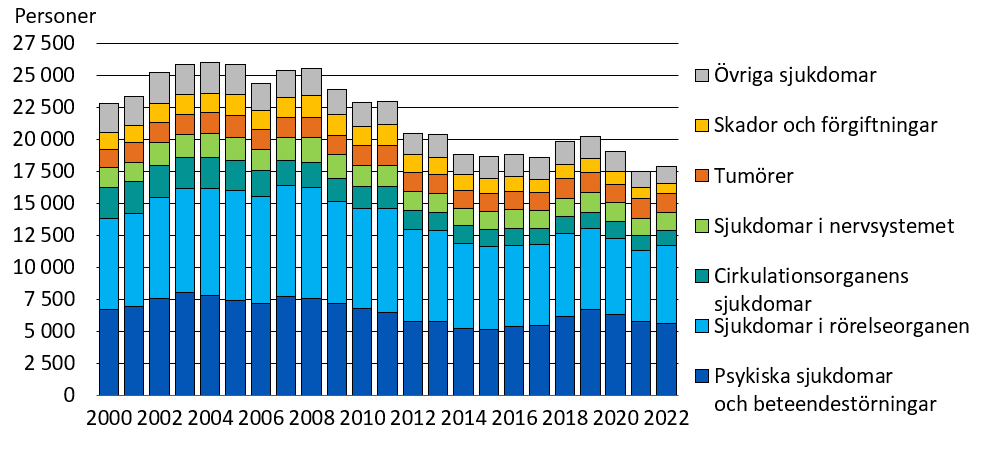 Personer
27 500
25 000
22 500
20 000
17 500
15 000
12 500
10 000
7 500
5 000
2 500
0
2000 2002 2004 2006 2008 2010 2012 2014 2016 2018 2020 2022
Övriga sjukdomar
Skador och förgiftningar
Tumörer
Sjukdomar i nervsystemet
Cirkulationsorganens
sjukdomar
Sjukdomar i rörelseorganen
Psykiska sjukdomar
och beteendestörningar